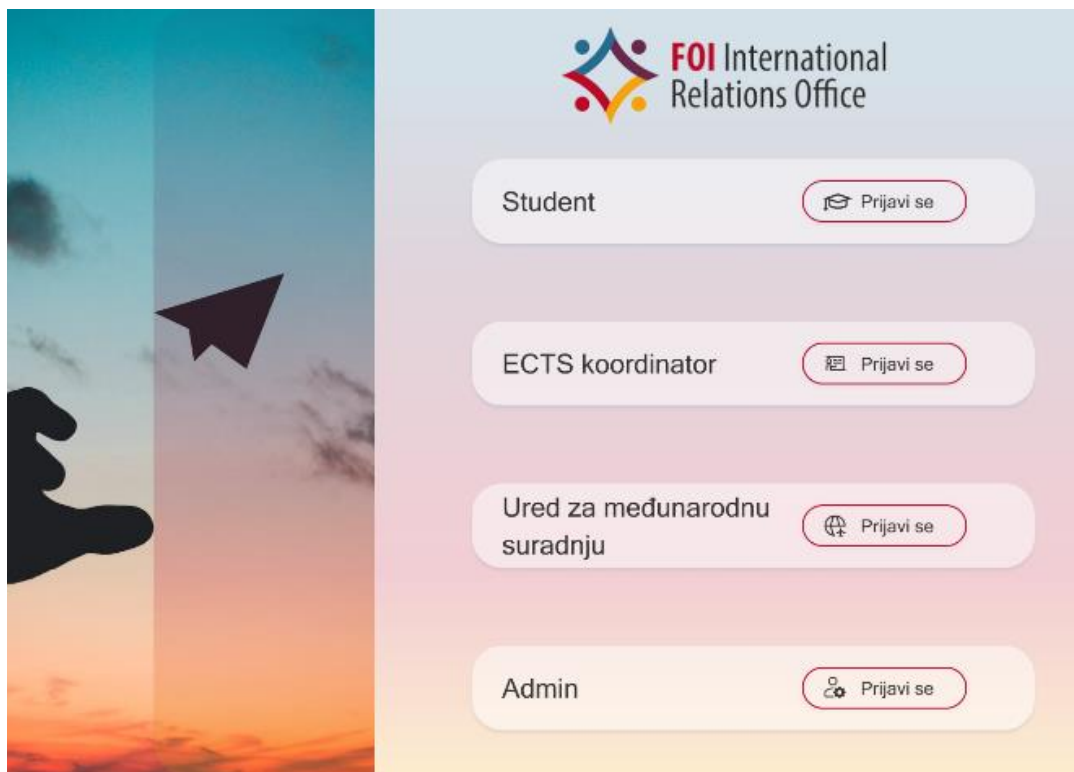 FOI International
Relations Office
Student
Prijavi se
ECTS koordinator
Prijavi se
Ured za međunarodnu
suradnju
Prijavi se
Admin
Prijavi se